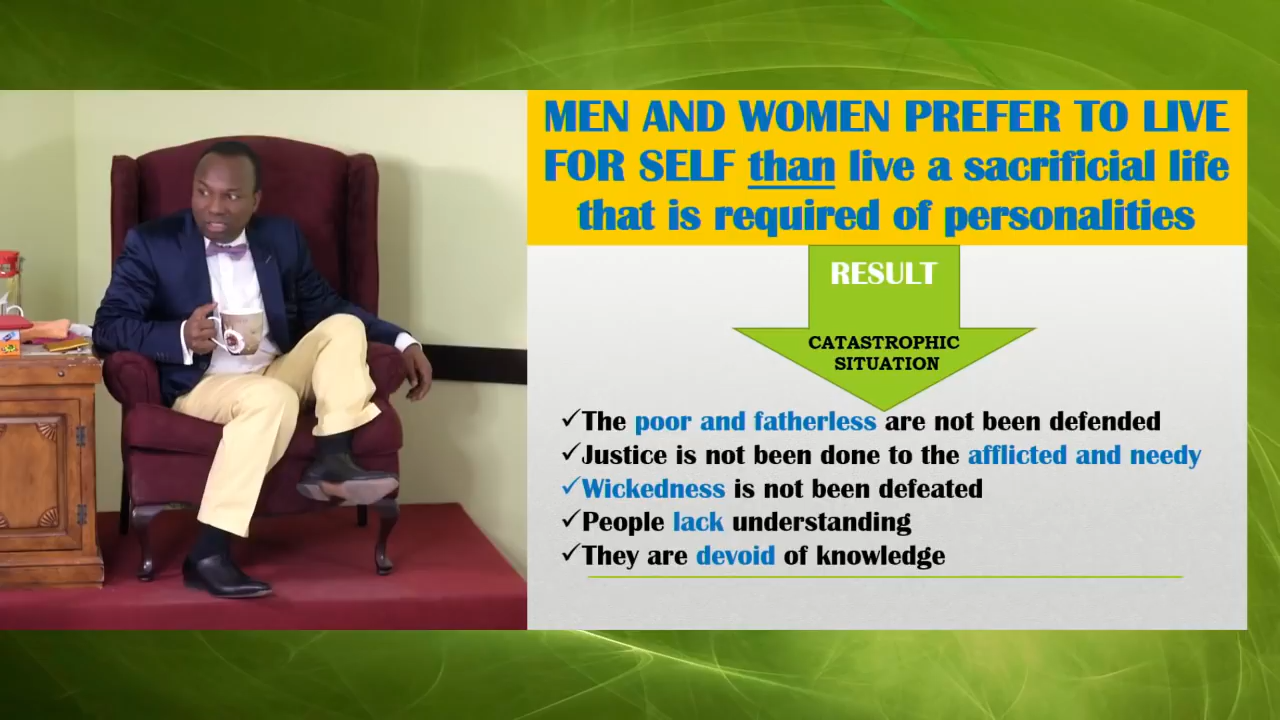 MEN AND WOMEN PREFER TO LIVE
FOR SELF than live a sacrificial life
that is required of personalities
RESULT
CATASTROPHIC
SITUATION
✓The poor and fatherless are not been defended
✓Justice is not been done to the afflicted and needy
✓Wickedness is not been defeated
✓People lack understanding
✓They are devoid of knowledge